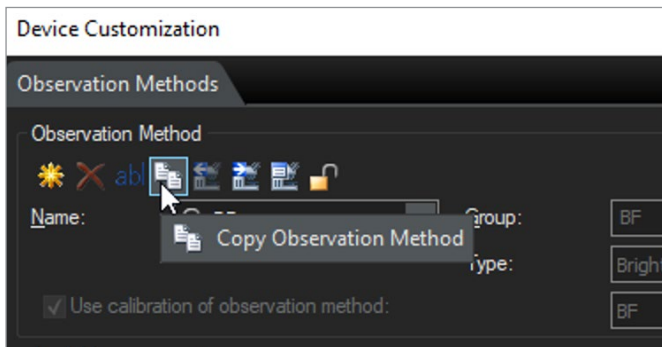 Device Customization
Observation Methods
Observation Method
abl
Name:
Group:
BF
Copy Observation Method
Type:
Use calibration of observation method:
BF